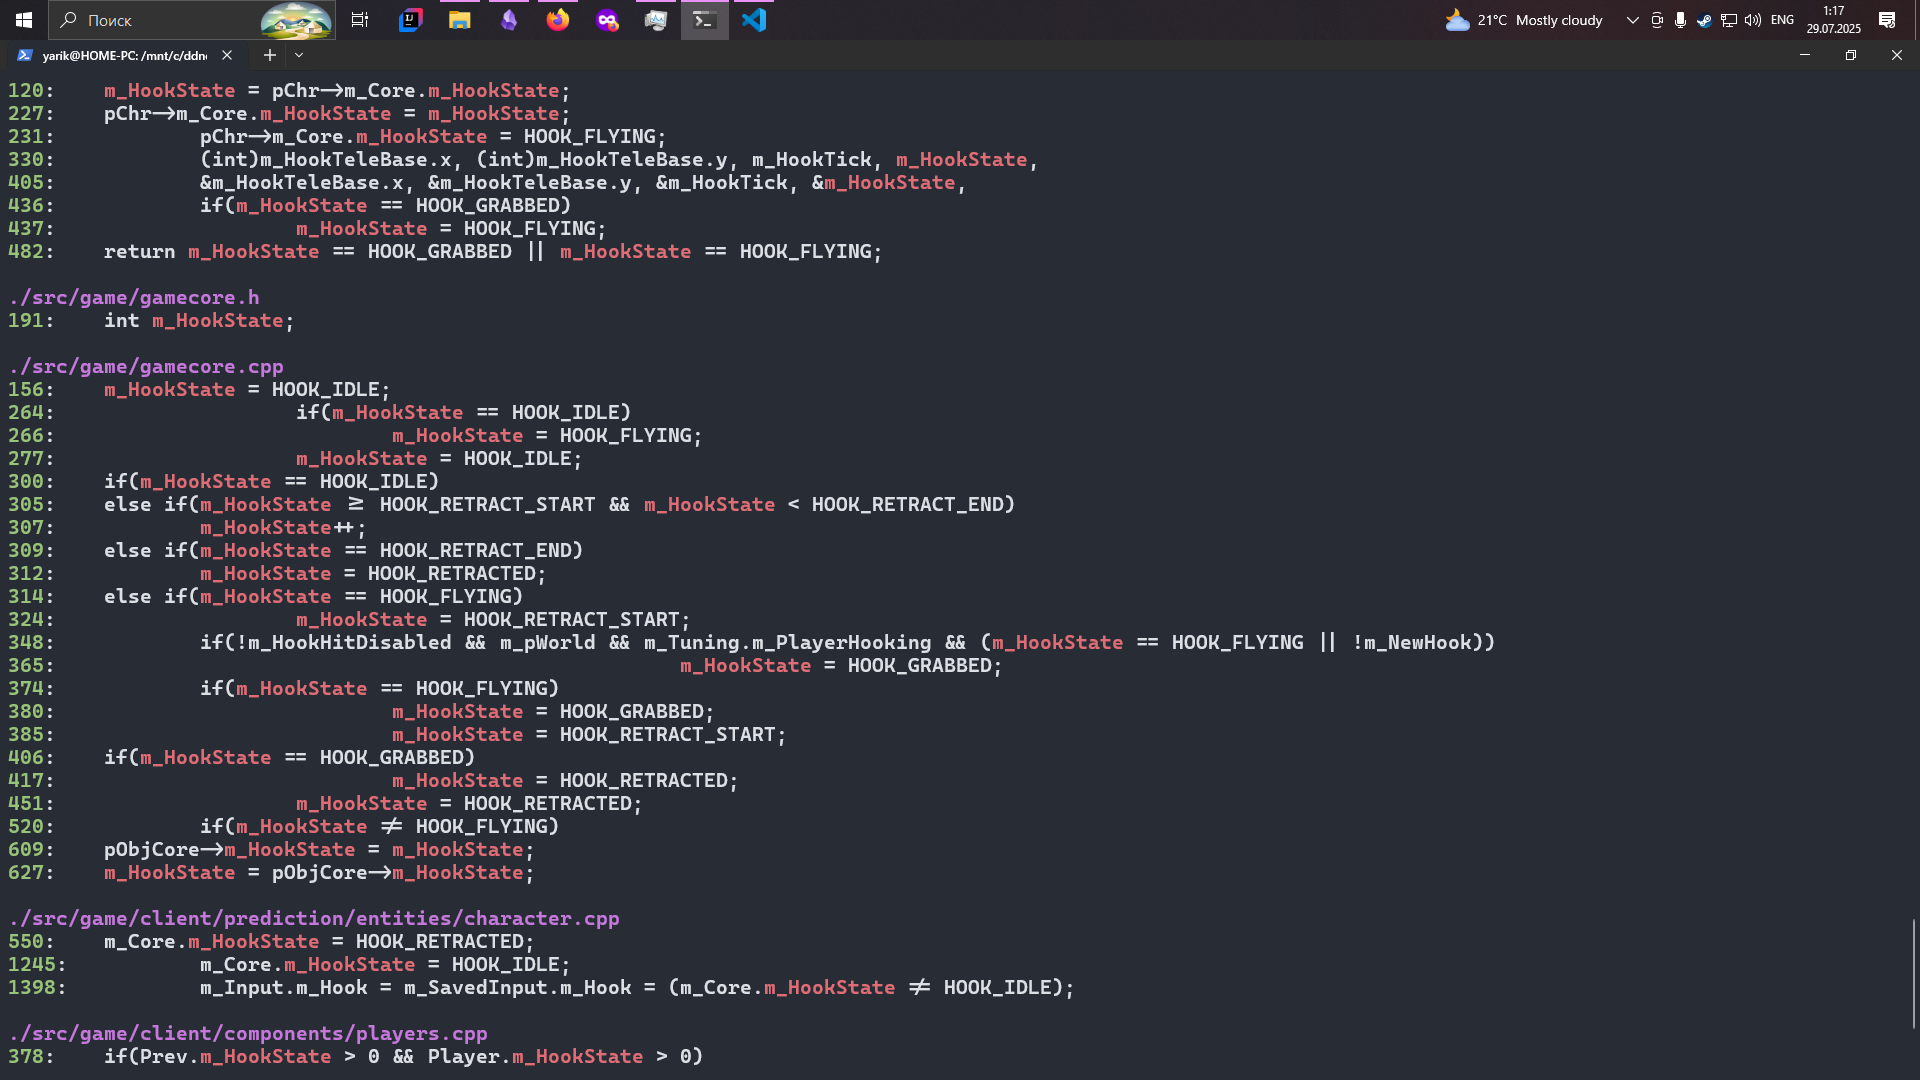 Поиск
21°C Mostly cloudy
ENG
1:17
29.07.2025
yarik@HOME-PC: /mnt/c/ddn
120: m_HookState = pChr->m_Core.m_HookState;
227: pChr->m_Core.m_HookState = m_HookState;
231: pChr->m_Core.m_HookState = HOOK_FLYING;
330: (int)m_HookTeleBase.x, (int)m_HookTeleBase.y, m_HookTick, m_HookState,
405: &m_HookTeleBase.x, &m_HookTeleBase.y, &m_HookTick, &m_HookState,
436: if(m_HookState == HOOK_GRABBED)
437: m_HookState = HOOK_FLYING;
482: return m_HookState == HOOK_GRABBED || m_HookState == HOOK_FLYING;
./src/game/gamecore.h
191: int m_HookState;
./src/game/gamecore.cpp
156: m_HookState = HOOK_IDLE;
264: if(m_HookState == HOOK_IDLE)
266: m_HookState = HOOK_FLYING;
277: m_HookState = HOOK_IDLE;
300: if(m_HookState == HOOK_IDLE)
305: else if(m_HookState >= HOOK_RETRACT_START && m_HookState < HOOK_RETRACT_END)
307: m_HookState++;
309: else if(m_HookState == HOOK_RETRACT_END)
312: m_HookState = HOOK_RETRACTED;
314: else if(m_HookState == HOOK_FLYING)
324: m_HookState = HOOK_RETRACT_START;
348: if(!m_HookHitDisabled && m_pWorld && m_Tuning.m_PlayerHooking && (m_HookState == HOOK_FLYING || !m_NewHook))
365: m_HookState = HOOK_GRABBED;
374: if(m_HookState == HOOK_FLYING)
380: m_HookState = HOOK_GRABBED;
385: m_HookState = HOOK_RETRACT_START;
406: if(m_HookState == HOOK_GRABBED)
417: m_HookState = HOOK_RETRACTED;
451: m_HookState = HOOK_RETRACTED;
520: if(m_HookState != HOOK_FLYING)
609: pObjCore->m_HookState = m_HookState;
627: m_HookState = pObjCore->m_HookState;
./src/game/client/prediction/entities/character.cpp
550: m_Core.m_HookState = HOOK_RETRACTED;
1245: m_Core.m_HookState = HOOK_IDLE;
1398: m_Input.m_Hook = m_SavedInput.m_Hook = (m_Core.m_HookState != HOOK_IDLE);
./src/game/client/components/players.cpp
378: if(Prev.m_HookState > 0 && Player.m_HookState > 0)